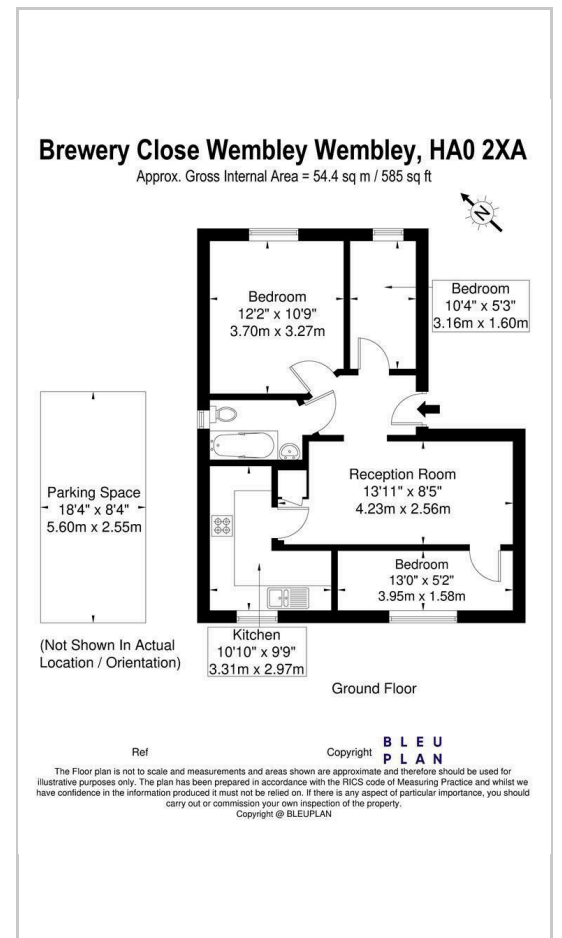 Brewery Close Wembley Wembley, HA0 2XA
Approx. Gross Internal Area = 54.4 sq m / 585 sq ft
N
Bedroom
12'2" x 10'9"
3.70m x 3.27m
Bedroom
10'4" x 5'3"
3.16m x 1.60m
Parking Space
18'4" x 8'4"
5.60m x 2.55m
(Not Shown In Actual
Location / Orientation)
Reception Room
13'11" x 8'5"
4.23m x 2.56m
Bedroom
13'0" x 5'2"
3.95m x 1.58m
Kitchen
10'10" x 9'9"
3.31m x 2.97m
Ground Floor
Ref
Copyright
BLEU
PLAN
The Floor plan is not to scale and measurements and areas shown are approximate and therefore should be used for
illustrative purposes only. The plan has been prepared in accordance with the RICS code of Measuring Practice and whilst we
have confidence in the information produced it must not be relied on. If there is any aspect of particular importance, you should
carry out or commission your own inspection of the property.
Copyright @ BLEUPLAN